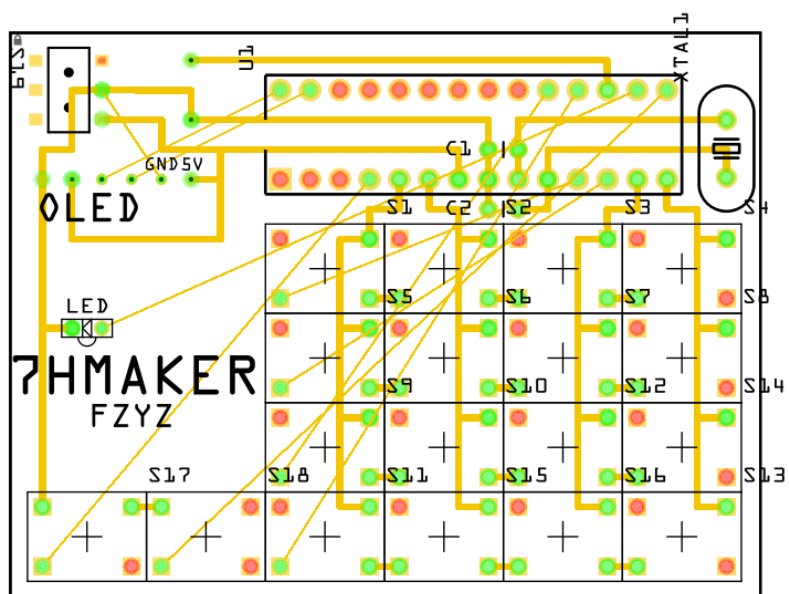 U1
XTAL1
C1
GND5V
OLED
S1
C2
S2
S3
S4
LED
S5
S6
S7
S8
7HMAKER
FZYZ
S9
S10
S12
S14
S17
S18
S11
S15
S16
S13